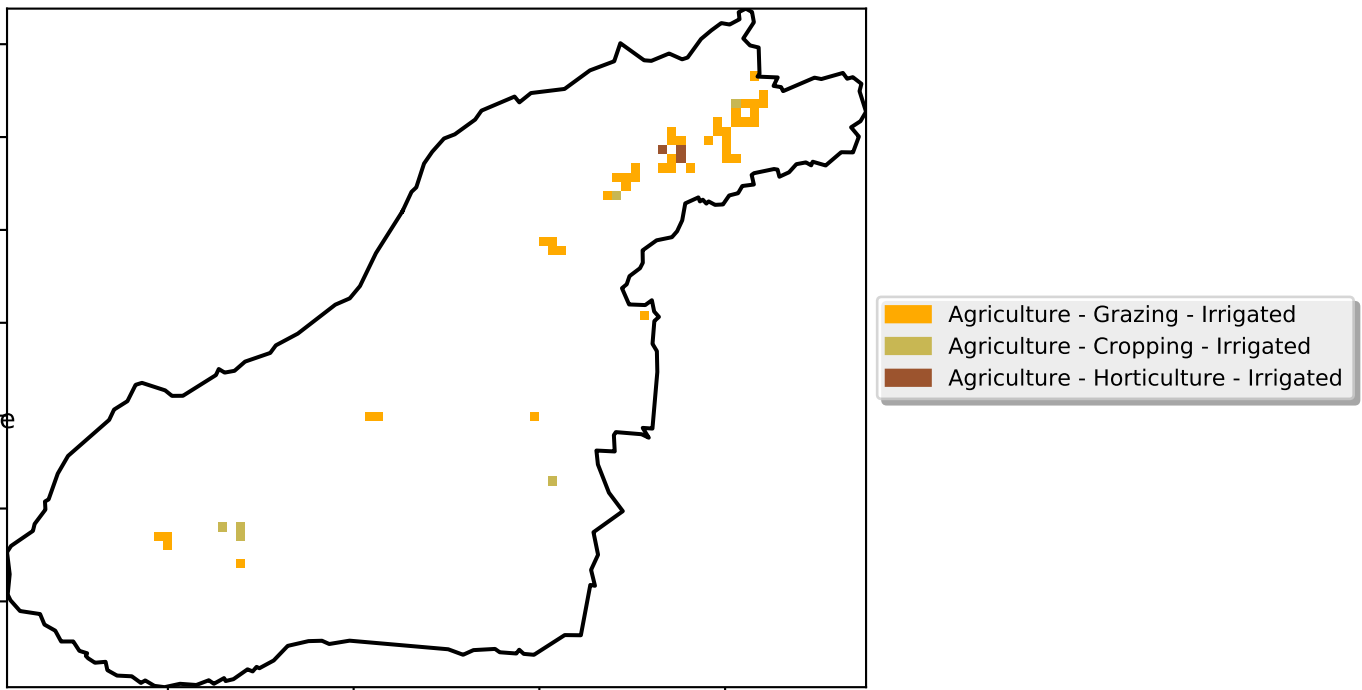 e
Agriculture - Grazing - Irrigated
Agriculture - Cropping - Irrigated
Agriculture - Horticulture - Irrigated